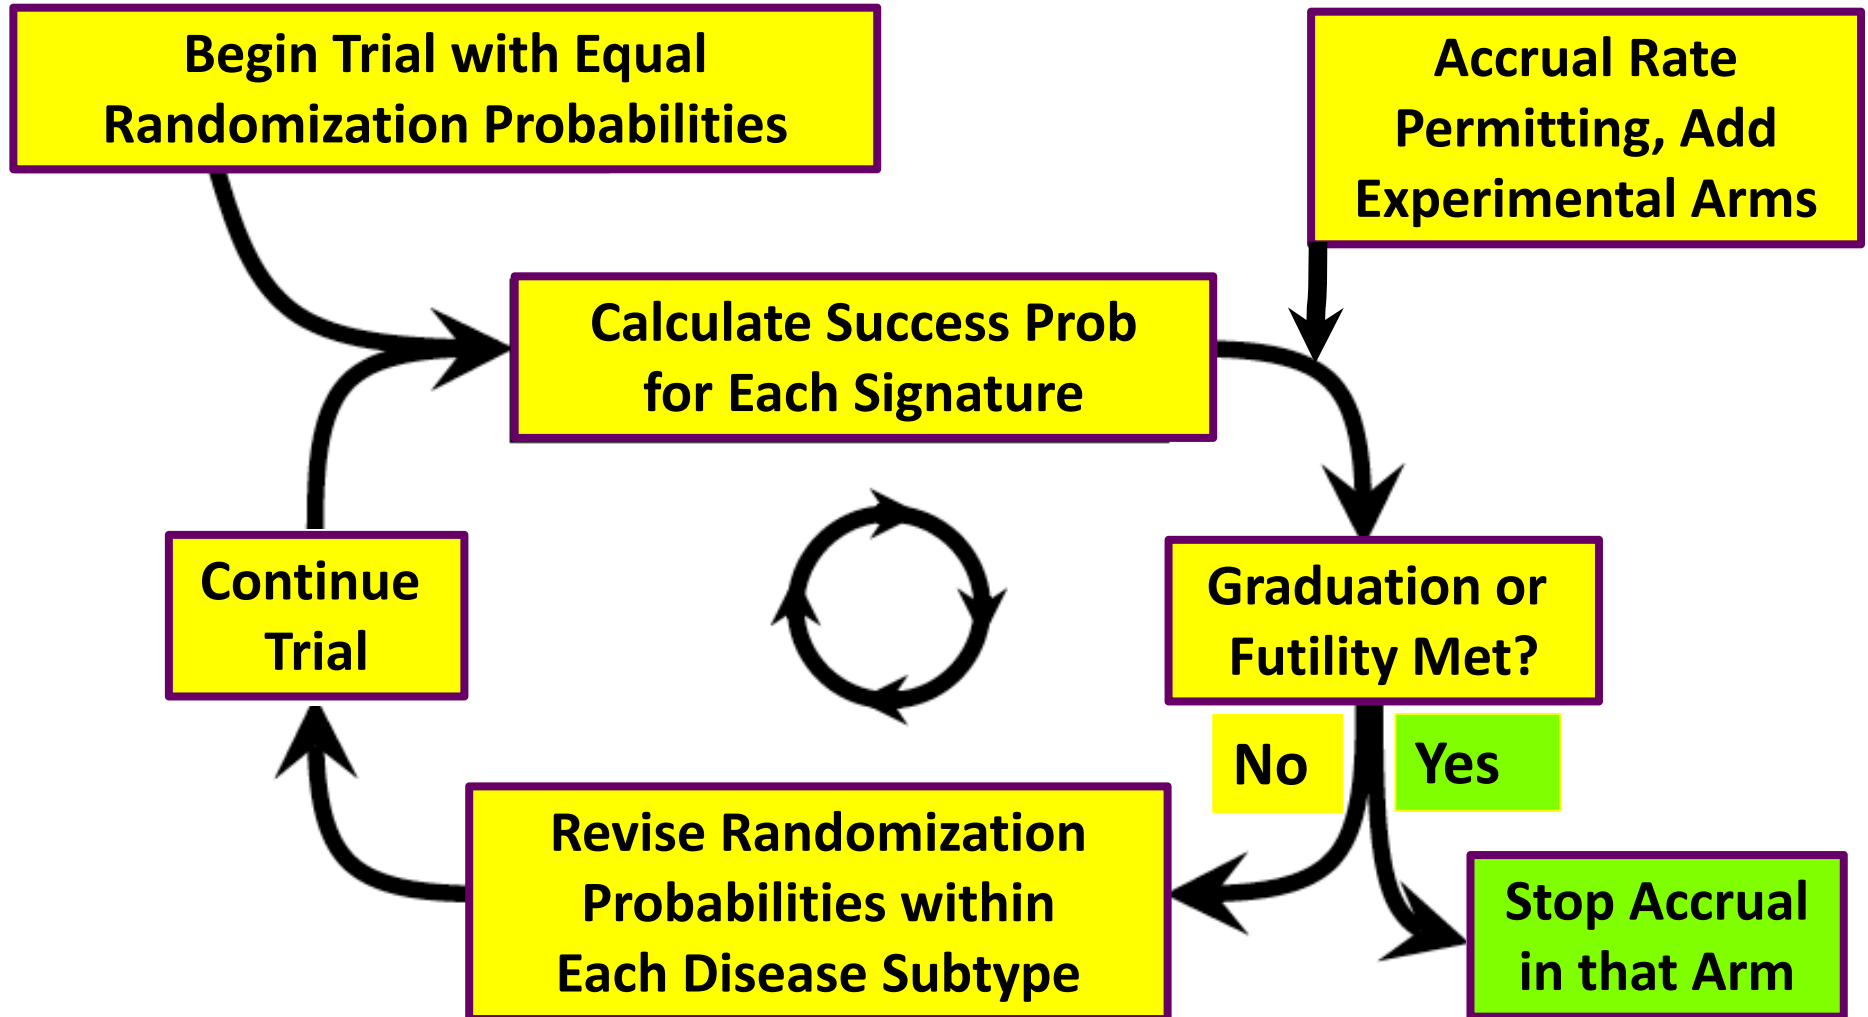 Begin Trial with Equal
Randomization Probabilities
Accrual Rate
Permitting, Add
Experimental Arms
Calculate Success Prob
for Each Signature
Continue
Trial
Graduation or
Futility Met?
No
Yes
Revise Randomization
Probabilities within
Each Disease Subtype
Stop Accrual
in that Arm